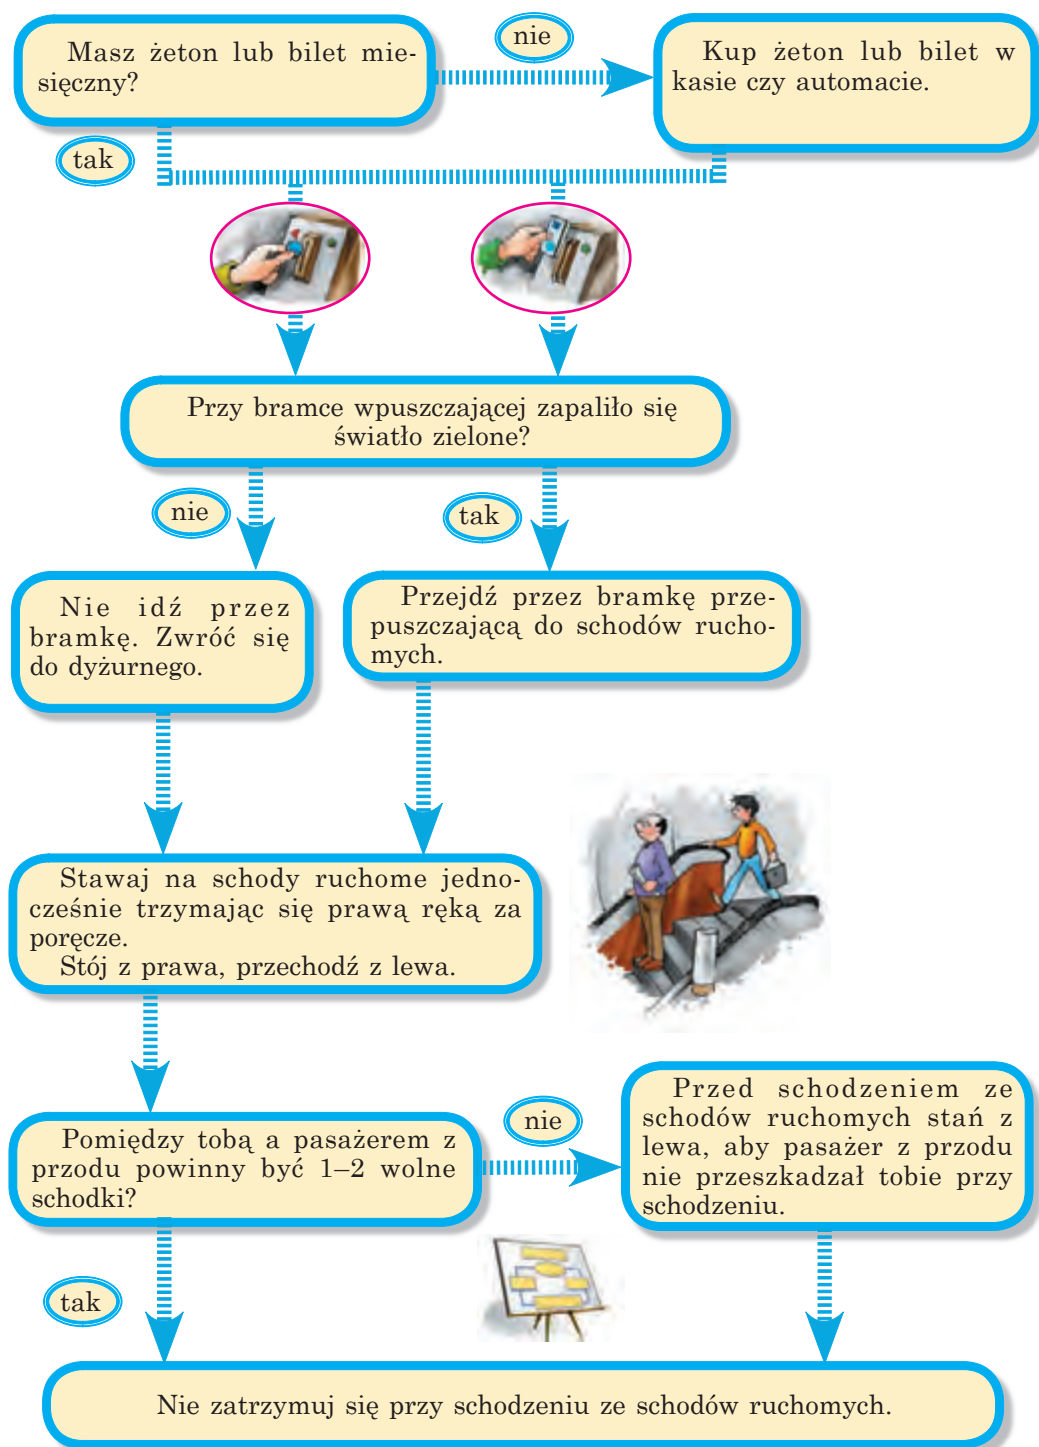 Masz żeton lub bilet mie-
sięczny?
nie
Kup żeton lub bilet w
kasie czy automacie.
tak
Przy bramce wpuszczającej zapaliło się
światło zielone?
nie
tak
Nie idź przez
bramkę. Zwróć się
do dyżurnego.
Przejdź przez bramkę prze-
puszczającą do schodów rucho-
mych.
Stawaj na schody ruchome jedno-
cześnie trzymając się prawą ręką za
poręcze.
Stój z prawa, przechodź z lewa.
Pomiędzy tobą a pasażerem z
przodu powinny być 1–2 wolne
schodki?
nie
Przed schodzeniem ze
schodów ruchomych stań z
lewa, aby pasażer z przodu
nie przeszkadzał tobie przy
schodzeniu.
tak
Nie zatrzymuj się przy schodzeniu ze schodów ruchomych.